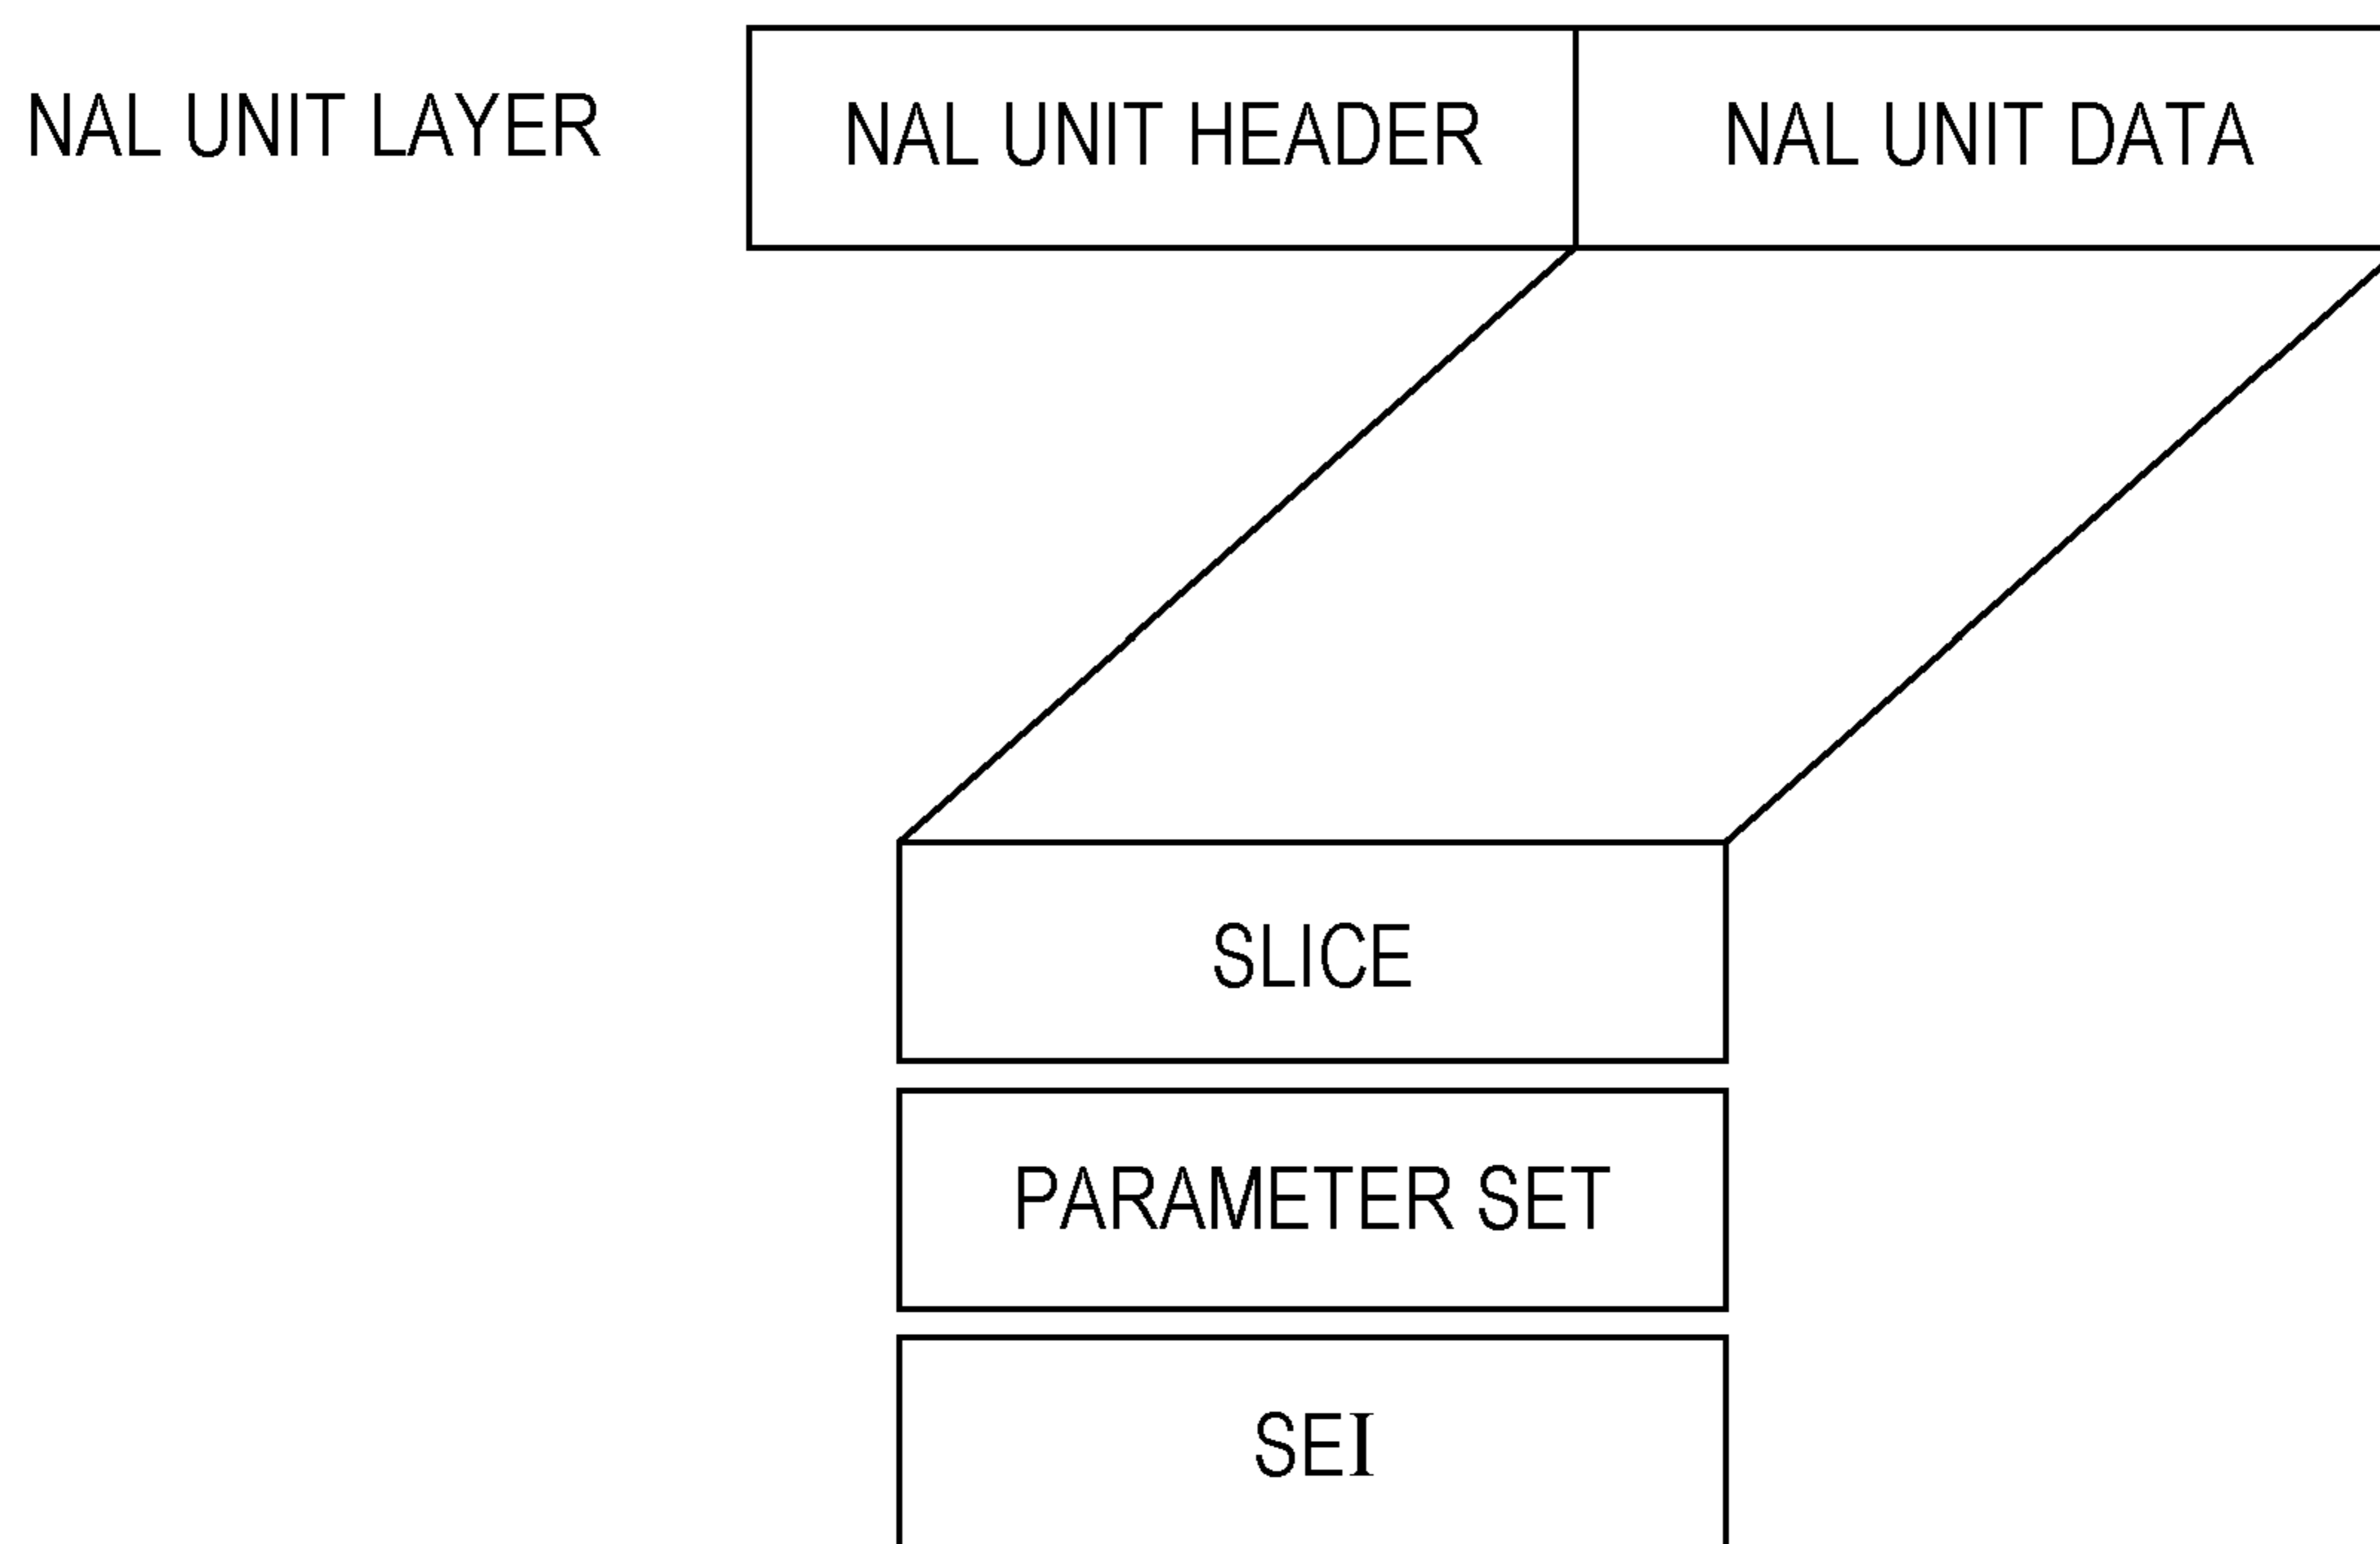 NAL UNIT LAYER
NAL UNIT HEADER
NAL UNIT DATA
SLICE
PARAMETER SET
SEI